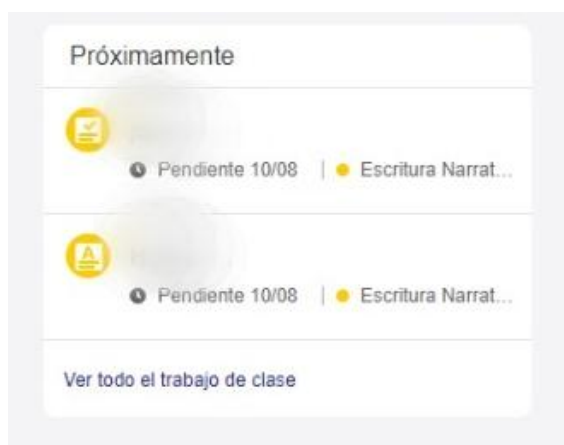 Próximamente
Pendiente 10/08 | Escritura Narrat...
Pendiente 10/08 | Escritura Narrat...
Ver todo el trabajo de clase